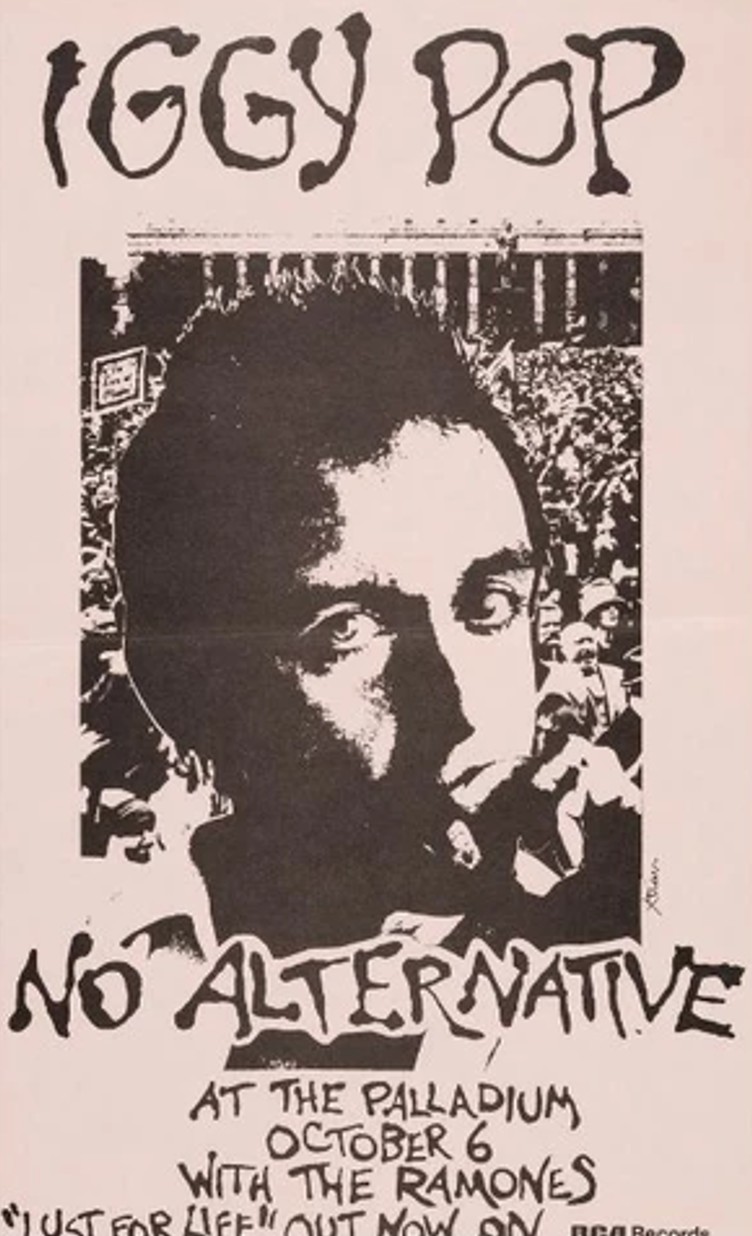 IGGY POP
NO ALTERNATIVE
AT THE PALLADIUM
OCTOBER 6
WITH THE RAMONES
"LUST FOR LIFE" OUT NOW ON RCA Records